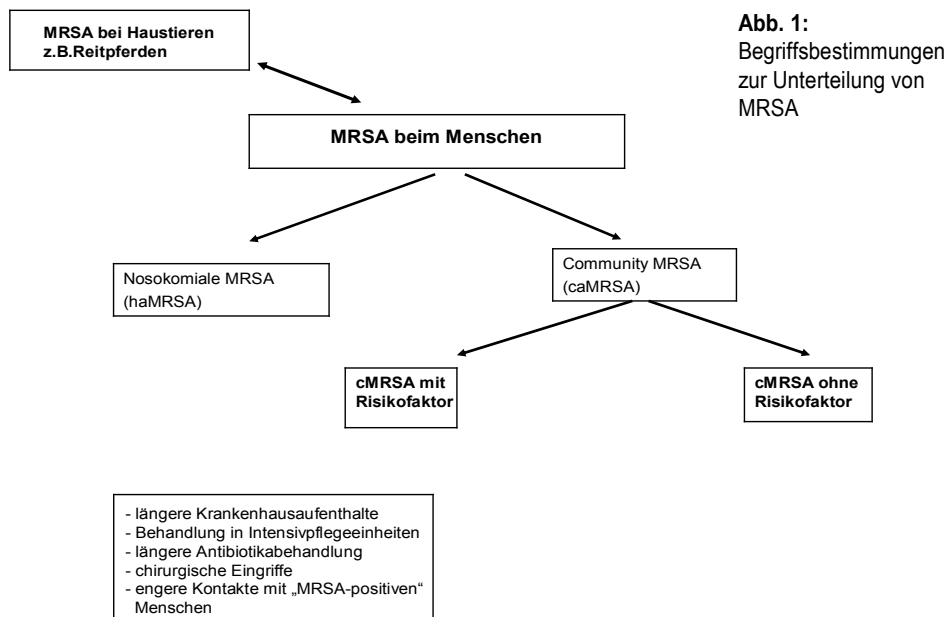 MRSA bei Haustieren
z.B.Reitpferden
Abb. 1:
Begriffsbestimmungen
zur Unterteilung von
MRSA
MRSA beim Menschen
Nosokomiale MRSA
(haMRSA)
Community MRSA
(caMRSA)
cMRSA mit
Risikofaktor
cMRSA ohne
Risikofaktor
- längere Krankenhausaufenthalte
- Behandlung in Intensivpflegeeinheiten
- längere Antibiotikabehandlung
- chirurgische Eingriffe
- engere Kontakte mit „MRSA-positiven“
Menschen